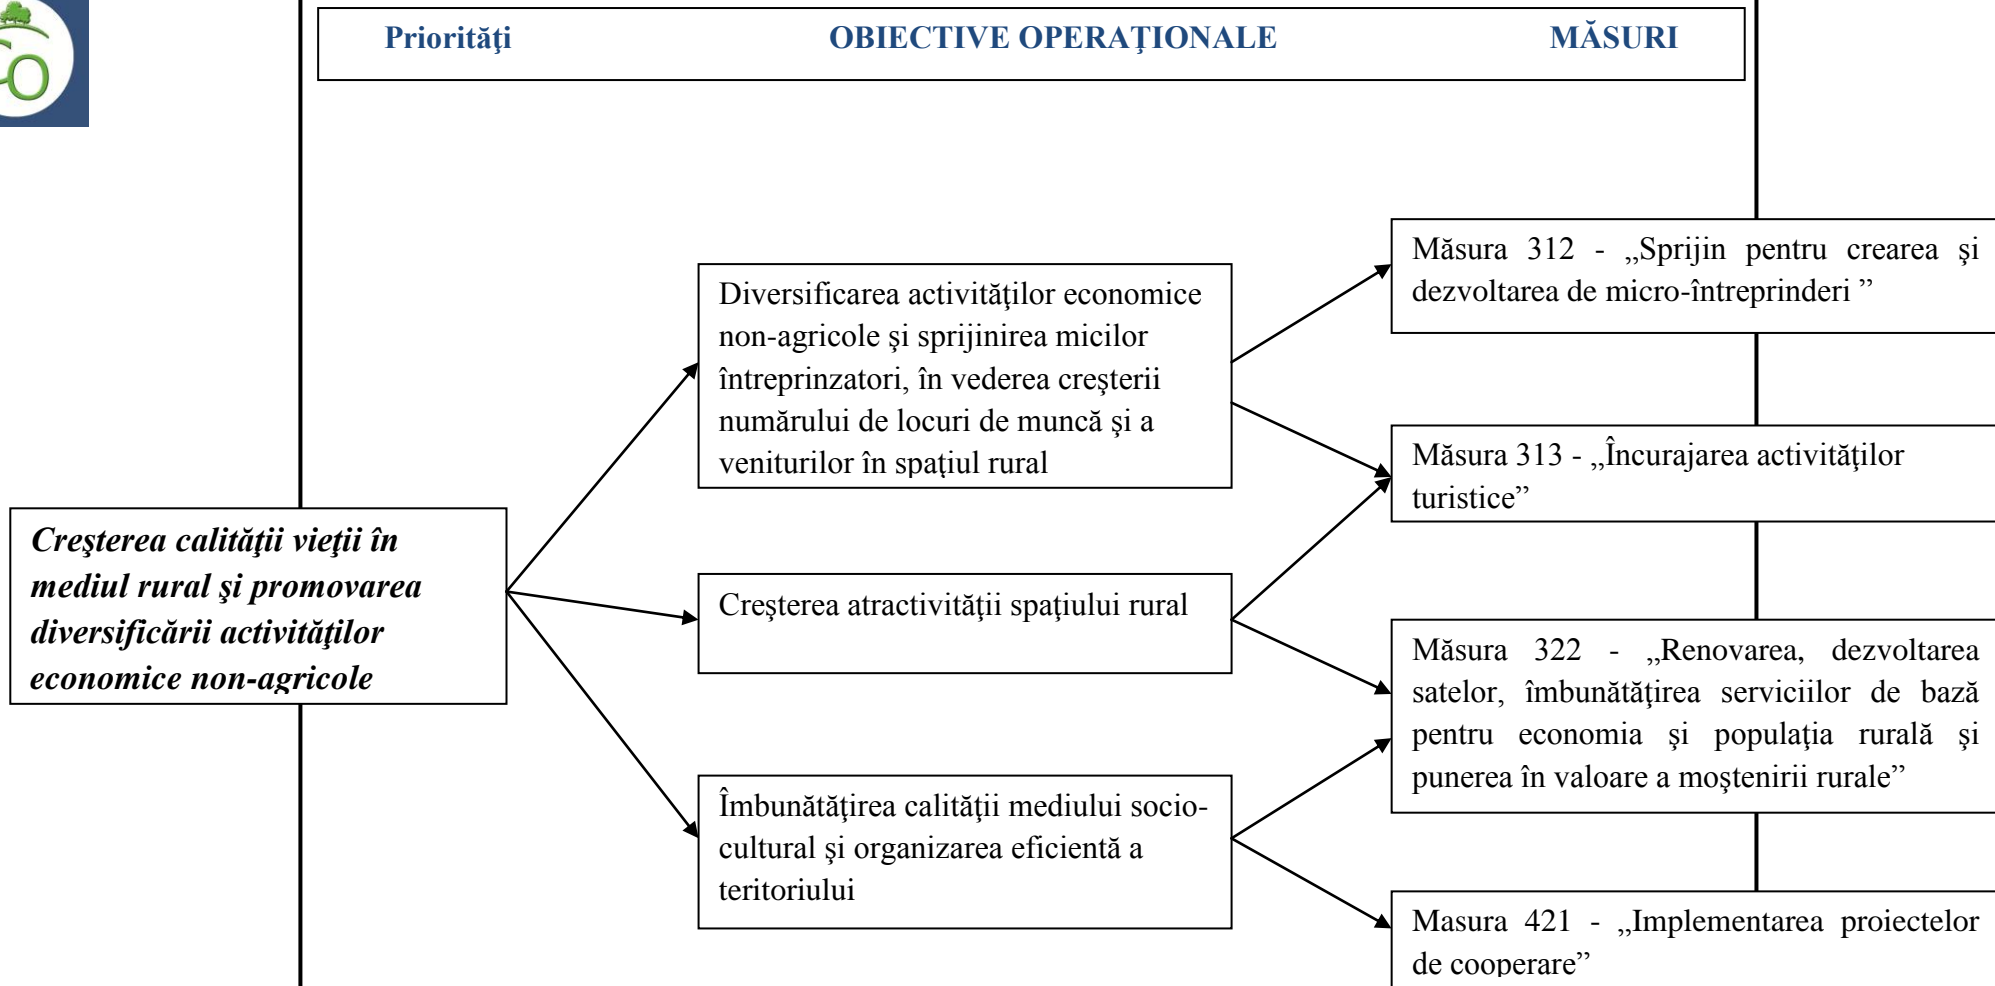 Priorităţi OBIECTIVE OPERAŢIONALE MĂSURI
Creşterea calităţii vieţii în
mediul rural şi promovarea
diversificării activităţilor
economice non-agricole
Diversificarea activităţilor economice
non-agricole şi sprijinirea micilor
întreprinzatori, în vederea creşterii
numărului de locuri de muncă şi a
veniturilor în spaţiul rural
Creşterea atractivităţii spaţiului rural
Îmbunătăţirea calităţii mediului socio-
cultural şi organizarea eficientă a
teritoriului
Măsura 312 - „Sprijin pentru crearea şi
dezvoltarea de micro-întreprinderi ”
Măsura 313 - „Încurajarea activităţilor
turistice”
Măsura 322 - „Renovarea, dezvoltarea
satelor, îmbunătăţirea serviciilor de bază
pentru economia şi populaţia rurală şi
punerea în valoare a moştenirii rurale”
Masura 421 - „Implementarea proiectelor
de cooperare”